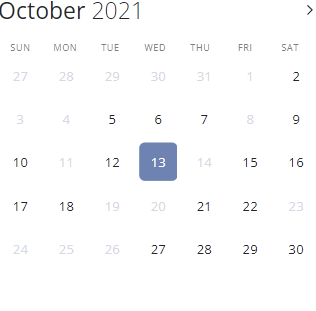 October 2021
SUN MON TUE WED THU FRI SAT
27 28 29 30 31 1 2
3 4 5 6 7 8 9
10 11 12 13 14 15 16
17 18 19 20 21 22 23
24 25 26 27 28 29 30